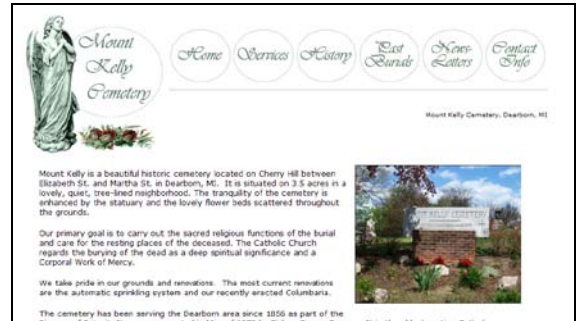 Mount
Kelly
Cemetery
Home
Services
History
Past
Burials
News-
Letters
Contact
Info
Mount Kelly Cemetery, Dearborn, MI
Mount Kelly is a beautiful historic cemetery located on Cherry Hill between
Elizabeth St. and Martha St. in Dearborn, MI. It is situated on 3.5 acres in a
lovely, quiet, tree-lined neighborhood. The tranquility of the cemetery is
enhanced by the statuary and the lovely flower beds scattered throughout
the grounds.
KELLY CEMETERY
Our primary goal is to carry out the sacred religious functions of the burial
and care for the resting places of the deceased. The Catholic Church
regards the burying of the dead as a deep spiritual significance and a
Corporal Work of Mercy.
We take pride in our grounds and renovations. The most current renovations
are the automatic sprinkling system and our recently erected Columbaria.
The cemetery has been serving the Dearborn area since 1856 as part of the